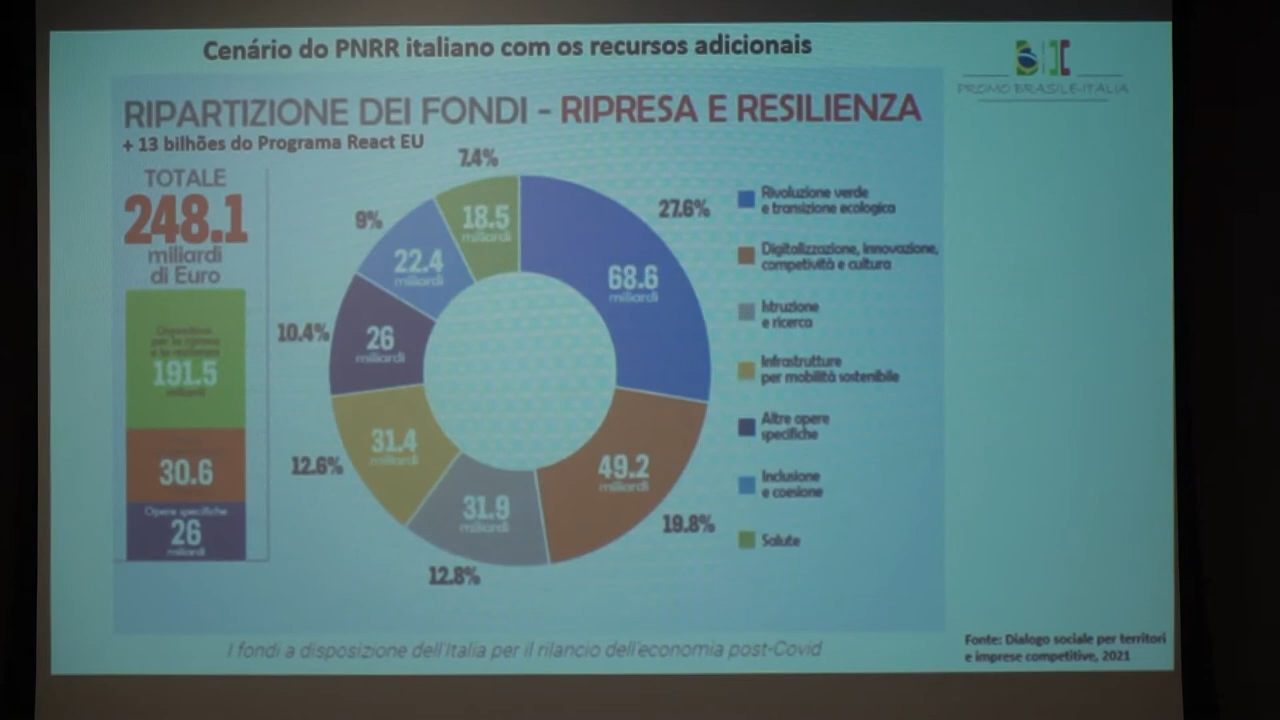 Cenário do PNRR italiano com os recursos adicionais
PROMO BRASILE-ITALIA
RIPARTIZIONE DEI FONDI - RIPRESA E RESILIENZA
+ 13 bilhões do Programa React EU
TOTALE
248.1
miliardi
di Euro
191.5
30.6
Opere specifiche
26
miliardi
7.4%
18.5
miliardi
27.6%
68.6
miliardi
9%
22.4
miliardi
10.4%
26
miliardi
12.6%
31.4
miliardi
12.8%
31.9
miliardi
49.2
miliardi
19.8%
Rivoluzione verde
e transizione ecologica
Digitalizzazione, innovazione,
competività e cultura
Istruzione
e ricerca
Infrastrutture
per mobilità sostenibile
Altre opere
specifiche
Inclusione
e coesione
Salute
I fondi a disposizione dell'Italia per il rilancio dell'economia post-Covid
Fonte: Dialogo sociale per territori
e imprese competitive, 2021